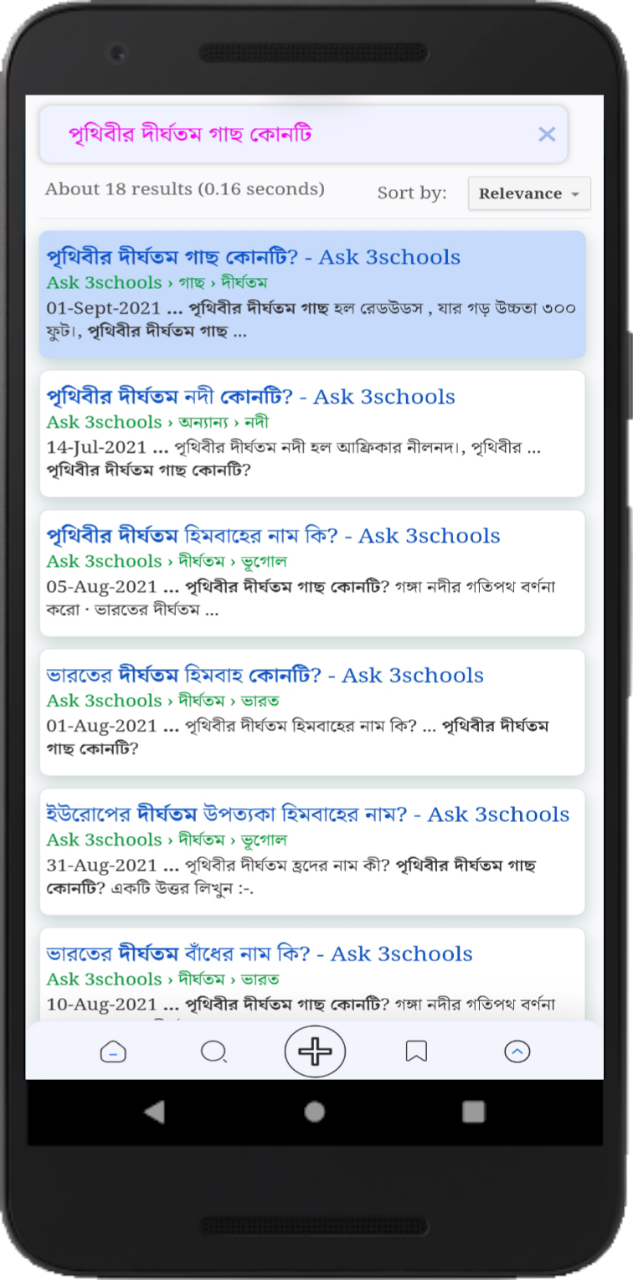 পৃথিবীর দীর্ঘতম গাছ কোনটি
About 18 results (0.16 seconds)
Sort by: Relevance
পৃথিবীর দীর্ঘতম গাছ কোনটি? - Ask 3schools
Ask 3schools › গাছ › দীর্ঘতম
01-Sept-2021 ... পৃথিবীর দীর্ঘতম গাছ হল রেডউডস , যার গড় উচ্চতা ৩০০
ফুট।, পৃথিবীর দীর্ঘতম গাছ ...
পৃথিবীর দীর্ঘতম নদী কোনটি? - Ask 3schools
Ask 3schools › অন্যান্য › নদী
14-Jul-2021 ... পৃথিবীর দীর্ঘতম নদী হল আফ্রিকার নীলনদ।, পৃথিবীর ...
পৃথিবীর দীর্ঘতম গাছ কোনটি?
পৃথিবীর দীর্ঘতম হিমবাহের নাম কি? - Ask 3schools
Ask 3schools › দীর্ঘতম › ভূগোল
05-Aug-2021 ... পৃথিবীর দীর্ঘতম গাছ কোনটি? গঙ্গা নদীর গতিপথ বর্ণনা
করো · ভারতের দীর্ঘতম ...
ভারতের দীর্ঘতম হিমবাহ কোনটি? - Ask 3schools
Ask 3schools › দীর্ঘতম › ভারত
01-Aug-2021 ... পৃথিবীর দীর্ঘতম হিমবাহের নাম কি? ... পৃথিবীর দীর্ঘতম
গাছ কোনটি?
ইউরোপের দীর্ঘতম উপত্যকা হিমবাহের নাম? - Ask 3schools
Ask 3schools › দীর্ঘতম › ভূগোল
31-Aug-2021 ... পৃথিবীর দীর্ঘতম হ্রদের নাম কী? পৃথিবীর দীর্ঘতম গাছ
কোনটি? একটি উত্তর লিখুন :-.
ভারতের দীর্ঘতম বাঁধের নাম কি? - Ask 3schools
Ask 3schools › দীর্ঘতম › ভারত
10-Aug-2021 ... পৃথিবীর দীর্ঘতম গাছ কোনটি? গঙ্গা নদীর গতিপথ বর্ণনা